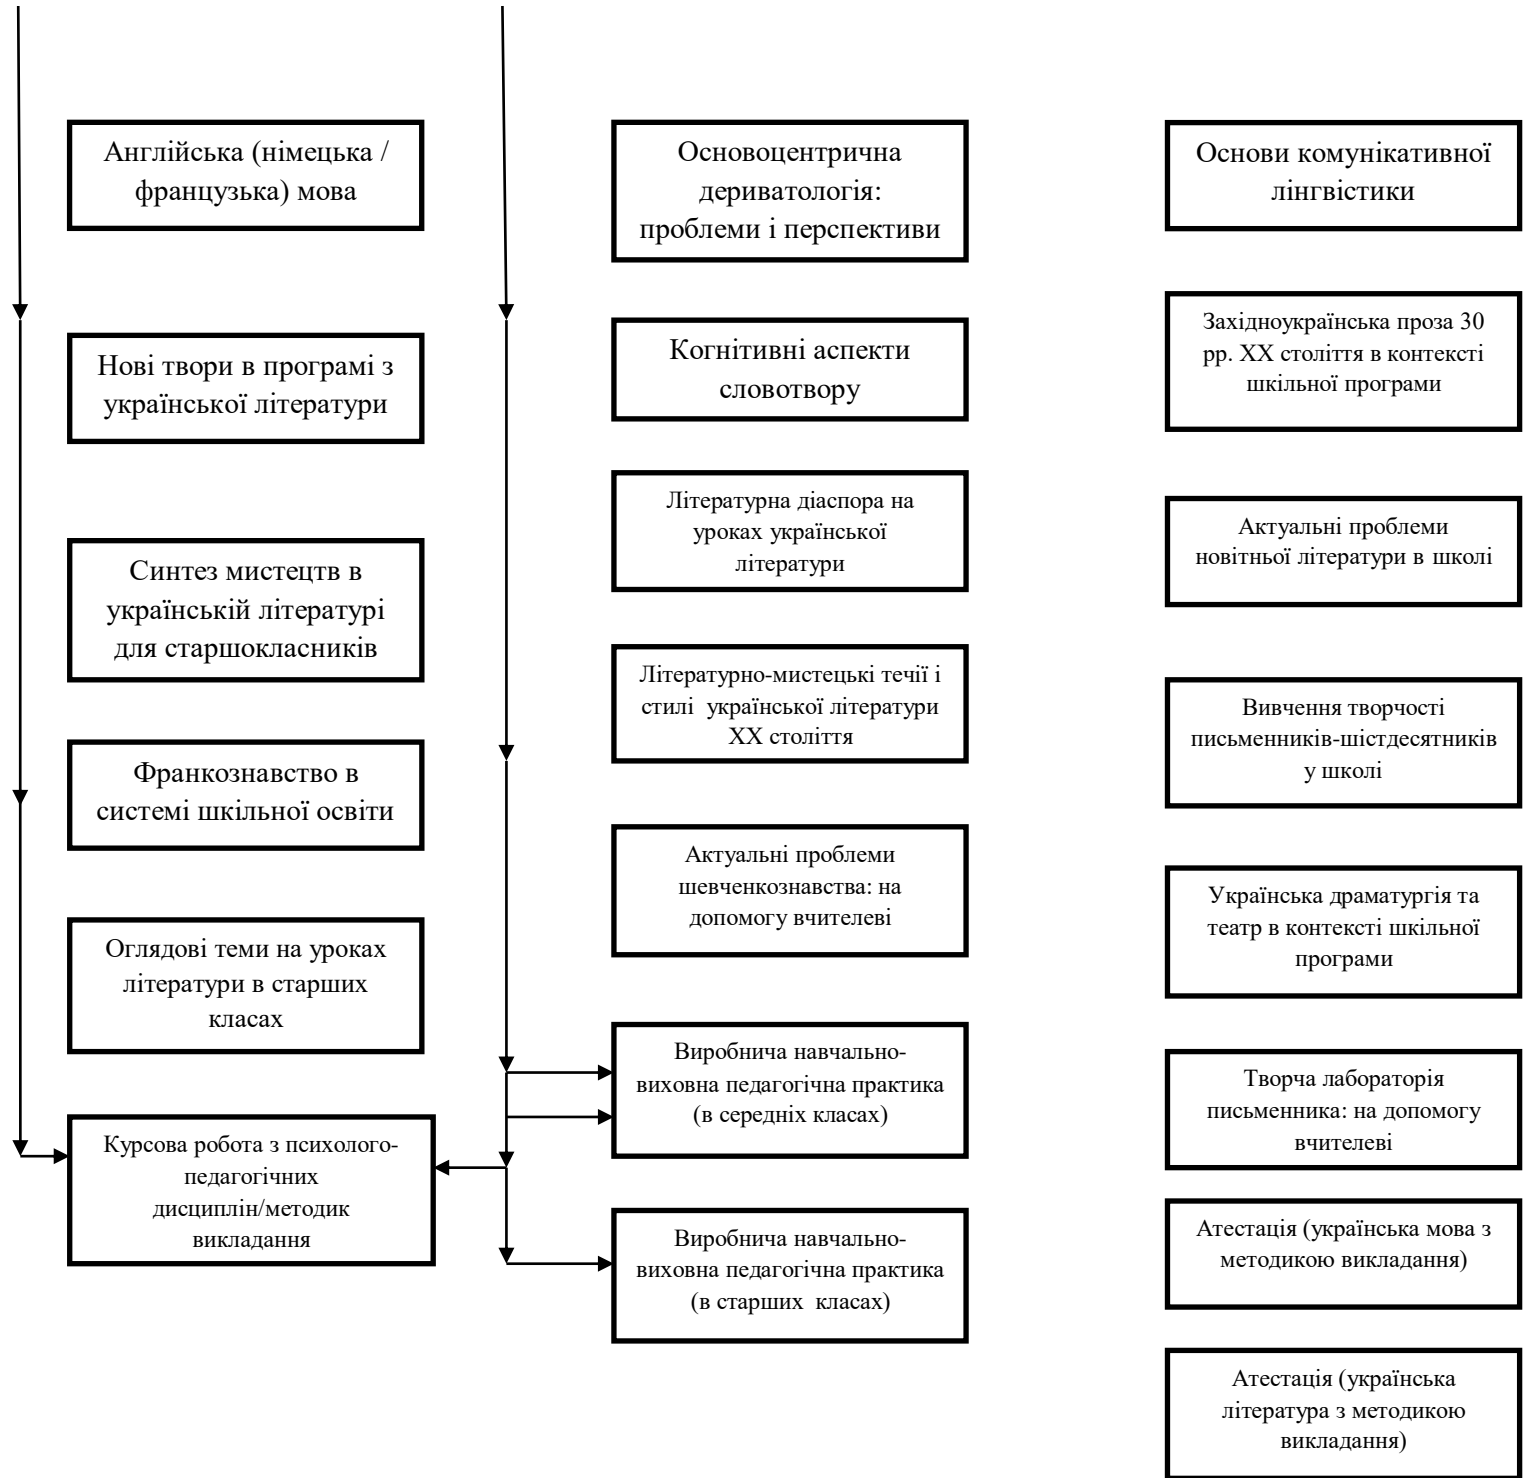 Англійська (німецька /
французька) мова
Нові твори в програмі з
української літератури
Синтез мистецтв в
українській літературі
для старшокласників
Франкознавство в
системі шкільної освіти
Оглядові теми на уроках
літератури в старших
класах
Курсова робота з психолого-
педагогічних
дисциплін/методик
викладання
Основоцентрична
дериватологія:
проблеми і перспективи
Когнітивні аспекти
словотвору
Літературна діаспора на
уроках української
літератури
Літературно-мистецькі течії і
стилі української літератури
ХХ століття
Актуальні проблеми
шевченкознавства: на
допомогу вчителеві
Виробнича навчально-
виховна педагогічна практика
(в середніх класах)
Виробнича навчально-
виховна педагогічна практика
(в старших класах)
Основи комунікативної
лінгвістики
Західноукраїнська проза 30
рр. ХХ століття в контексті
шкільної програми
Актуальні проблеми
новітньої літератури в школі
Вивчення творчості
письменників-шістдесятників
у школі
Українська драматургія та
театр в контексті шкільної
програми
Творча лабораторія
письменника: на допомогу
вчителеві
Атестація (українська мова з
методикою викладання)
Атестація (українська
література з методикою
викладання)